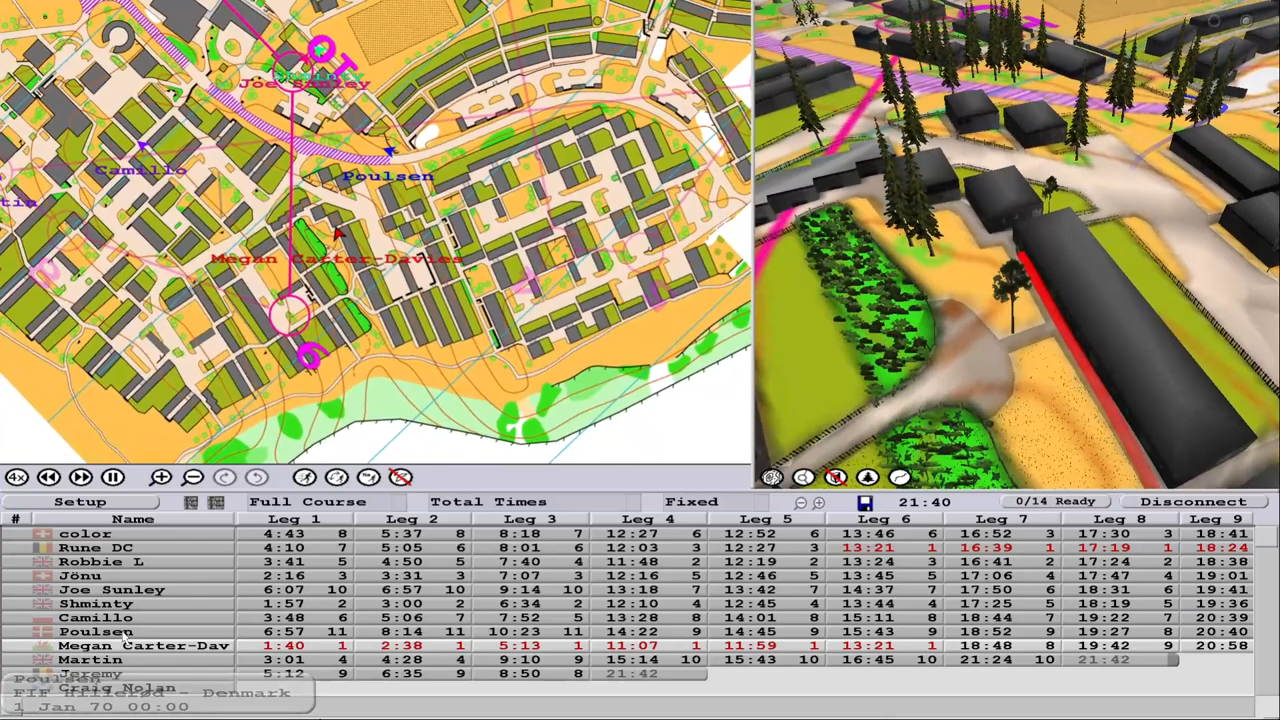 OT
Shminty
Joe Sunley
Poulsen
Camillo
tin
Megan Carter-Davies
6
4x
Setup Full Course Total Times Fixed 21:40 0/14 Ready Disconnect
# Name Leg 1 Leg 2 Leg 3 Leg 4 Leg 5 Leg 6 Leg 7 Leg 8 Leg 9
color 4:43 8 5:37 8 8:18 7 12:27 6 12:52 6 13:46 6 16:52 3 17:30 3 18:41
Rune DC 4:10 7 5:05 6 8:01 6 12:03 3 12:27 3 13:21 1 16:39 1 17:19 1 18:24
Robbie L 3:41 5 4:50 5 7:40 4 11:48 2 12:19 2 13:24 3 16:41 2 17:24 2 18:38
Jönu 2:16 3 3:31 3 7:07 3 12:16 5 12:46 5 13:45 5 17:06 4 17:47 4 19:01
Joe Sunley 6:07 10 6:57 10 9:14 10 13:18 7 13:42 7 14:37 7 17:50 6 18:31 6 19:41
Shminty 1:57 2 3:00 2 6:34 2 12:10 4 12:45 4 13:44 4 17:25 5 18:19 5 19:36
Camillo 3:48 6 5:06 7 7:52 5 13:28 8 14:01 8 15:11 8 18:44 7 19:22 7 20:39
Poulsen 6:57 11 8:14 11 10:23 11 14:22 9 14:45 9 15:43 9 18:52 9 19:27 8 20:40
Megan Carter-Dav 1:40 1 2:38 1 5:13 1 11:07 1 11:59 1 13:21 1 18:48 8 19:42 9 20:58
Martin 3:01 4 4:28 4 9:10 9 15:14 10 15:43 10 16:45 10 21:24 10 21:42
Jeremy 5:12 9 6:35 9 8:50 8 21:42
Craig Nolan
Poulsen
FIF Hillerød - Denmark
1 Jan 70 00:00